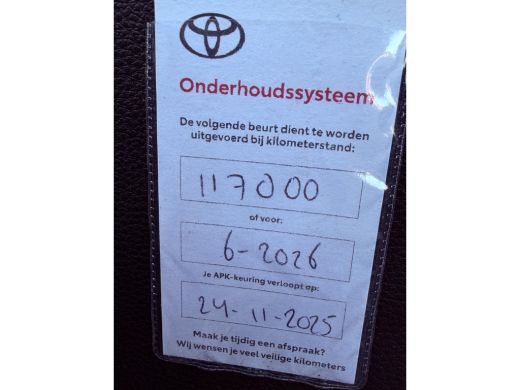 Onderhoudssysteem
De volgende beurt dient te worden
uitgevoerd bij kilometerstand:
117000
of voor:
6-2026
Je APK-keuring verloopt op:
24-11-2025
Maak je tijdig een afspraak?
Wij wensen je veel veilige kilometers